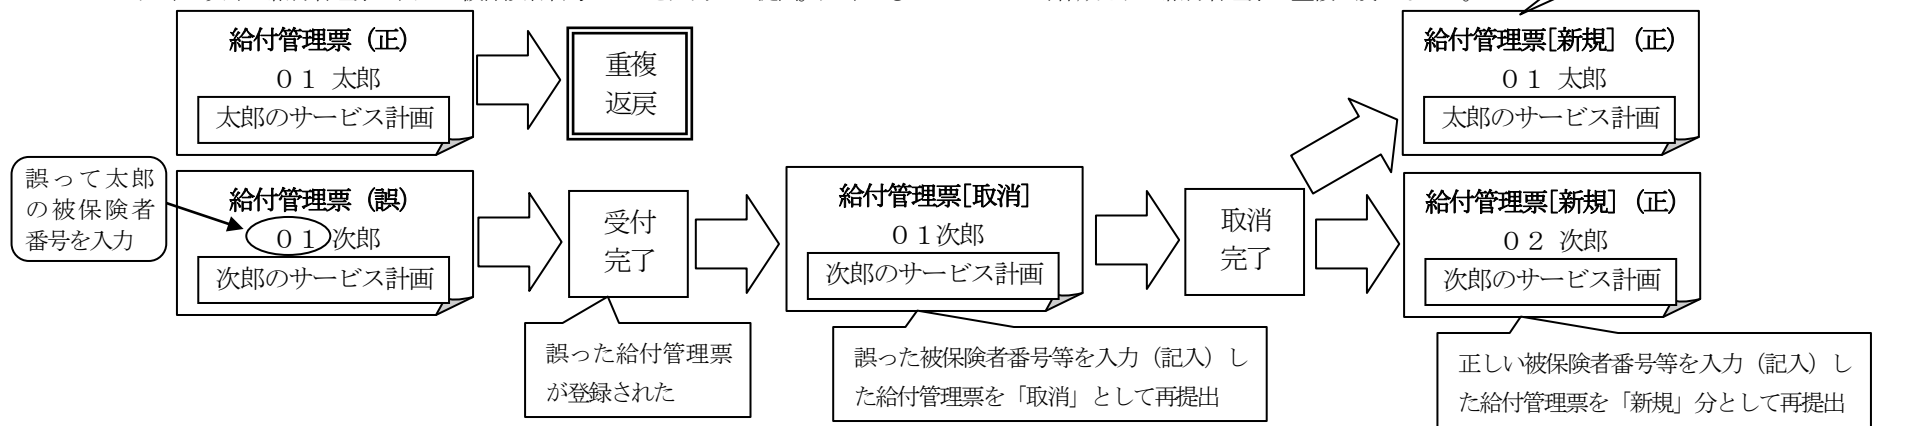 給付管理票（正）
０１ 太郎
太郎のサービス計画
重複
返戻
給付管理票[新規]（正）
０１ 太郎
太郎のサービス計画
誤って太郎
の被保険者
番号を入力
給付管理票（誤）
０１次郎
次郎のサービス計画
受付
完了
給付管理票[取消]
０１次郎
次郎のサービス計画
取消
完了
給付管理票[新規]（正）
０２ 次郎
次郎のサービス計画
誤った給付管理票
が登録された
誤った被保険者番号等を入力（記入）し
た給付管理票を「取消」として再提出
正しい被保険者番号等を入力（記入）し
た給付管理票を「新規」分として再提出